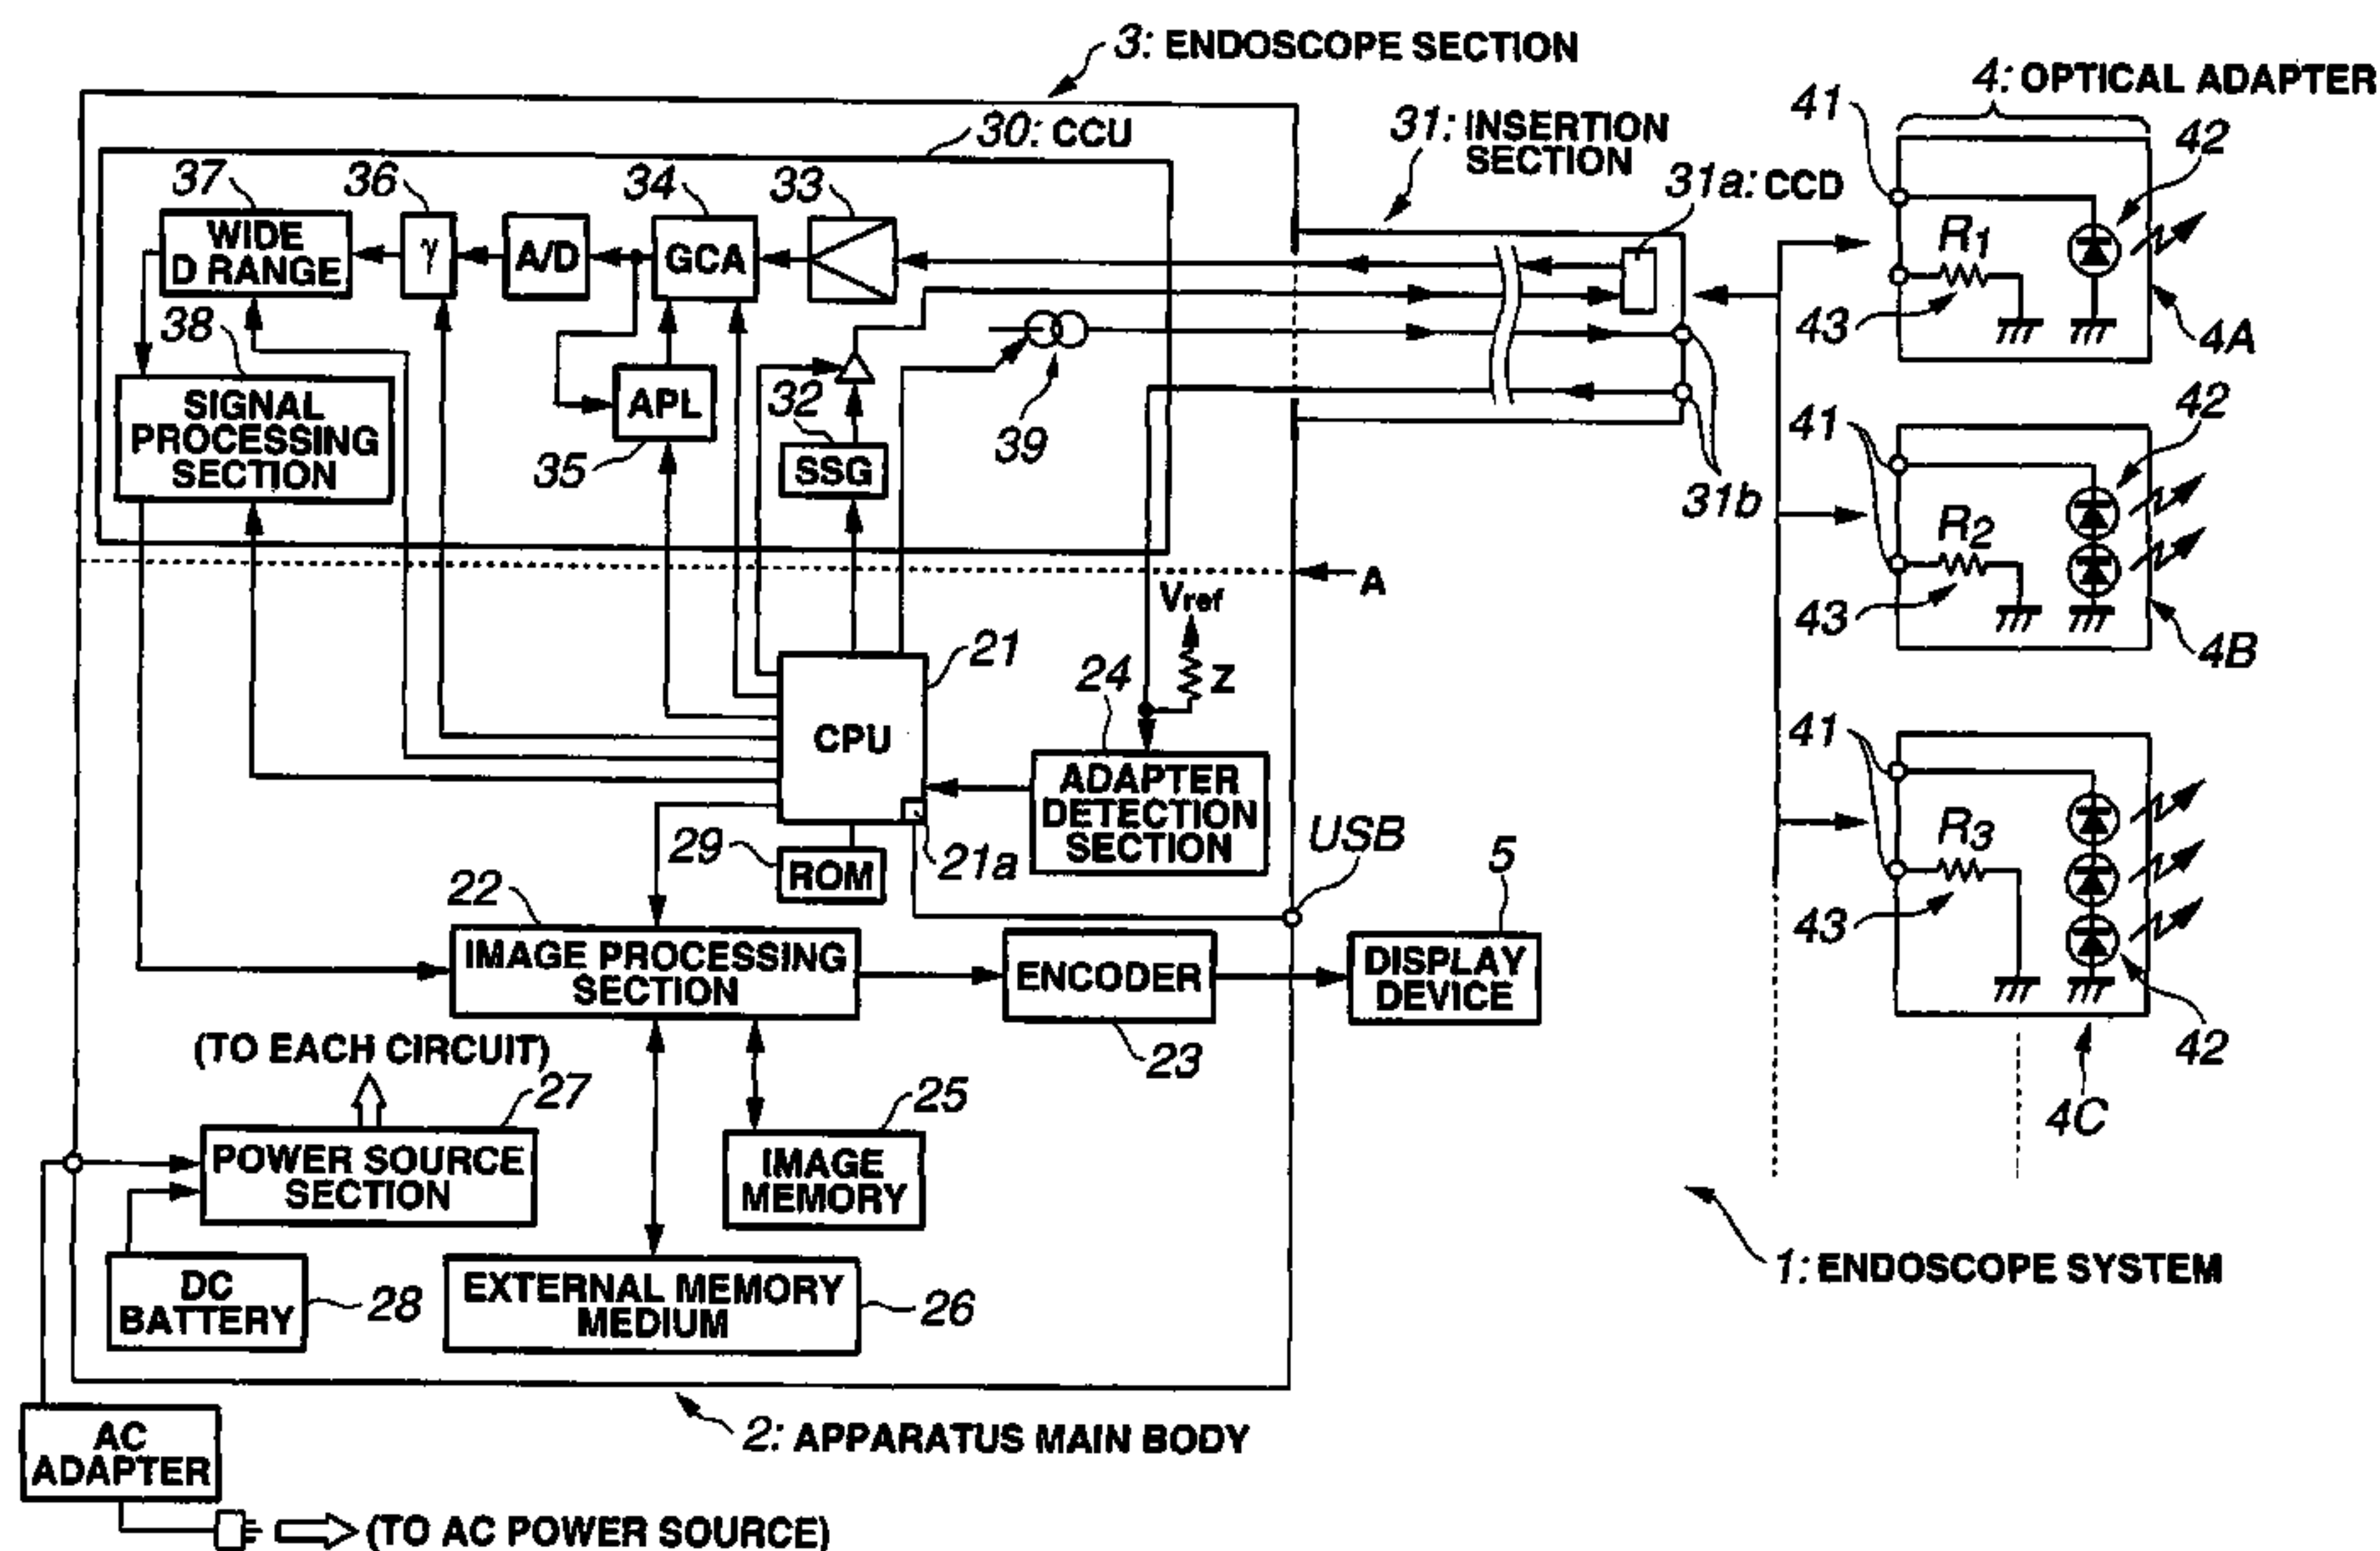 3: ENDOSCOPE SECTION
4: OPTICAL ADAPTER
30: CCU
31: INSERTION
SECTION
31a: CCD
41
42
37
36
34
33
WIDE
D RANGE
γ
A/D
GCA
R1
43
4A
38
SIGNAL
PROCESSING
SECTION
APL
35
32
SSG
39
31b
41
42
R2
43
4B
A
Vref
Z
21
CPU
24
ADAPTER
DETECTION
SECTION
29
ROM
21a
USB
5
41
R3
43
42
4C
22
IMAGE PROCESSING
SECTION
ENCODER
23
DISPLAY
DEVICE
(TO EACH CIRCUIT)
27
POWER SOURCE
SECTION
25
IMAGE
MEMORY
DC
BATTERY
28
EXTERNAL MEMORY
MEDIUM
26
1: ENDOSCOPE SYSTEM
2: APPARATUS MAIN BODY
AC
ADAPTER
(TO AC POWER SOURCE)